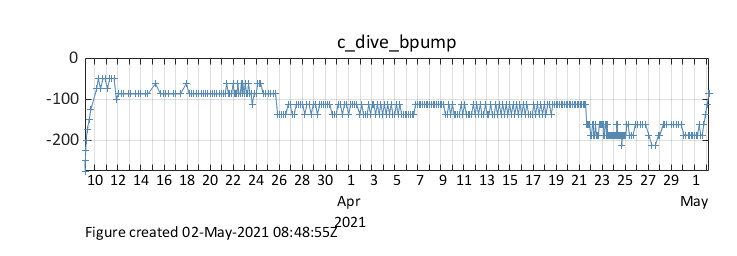 c_dive_bpump
0
-100
-200
10 12 14 16 18 20 22 24 26 28 30 1 3 5 7 9 11 13 15 17 19 21 23 25 27 29 1
Apr May
2021
Figure created 02-May-2021 08:48:55Z